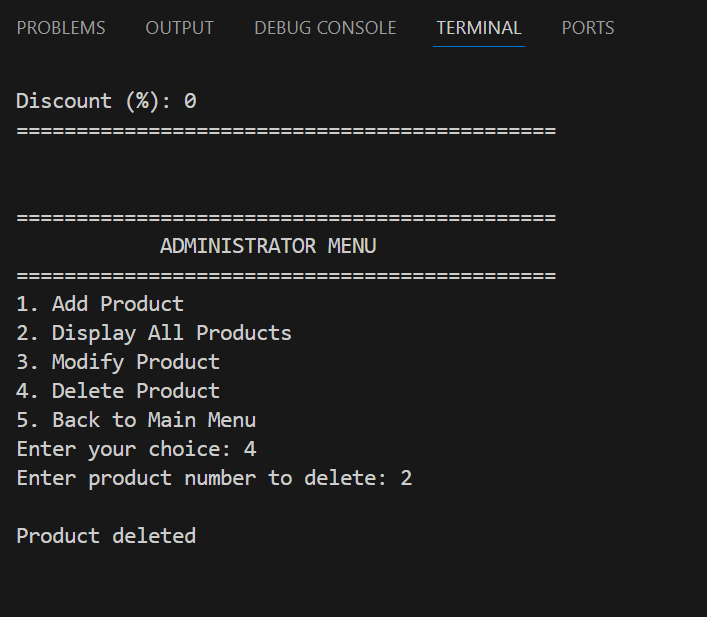 PROBLEMS OUTPUT DEBUG CONSOLE TERMINAL PORTS
Discount (%): 0
=============================================
=============================================
ADMINISTRATOR MENU
=============================================
1. Add Product
2. Display All Products
3. Modify Product
4. Delete Product
5. Back to Main Menu
Enter your choice: 4
Enter product number to delete: 2
Product deleted